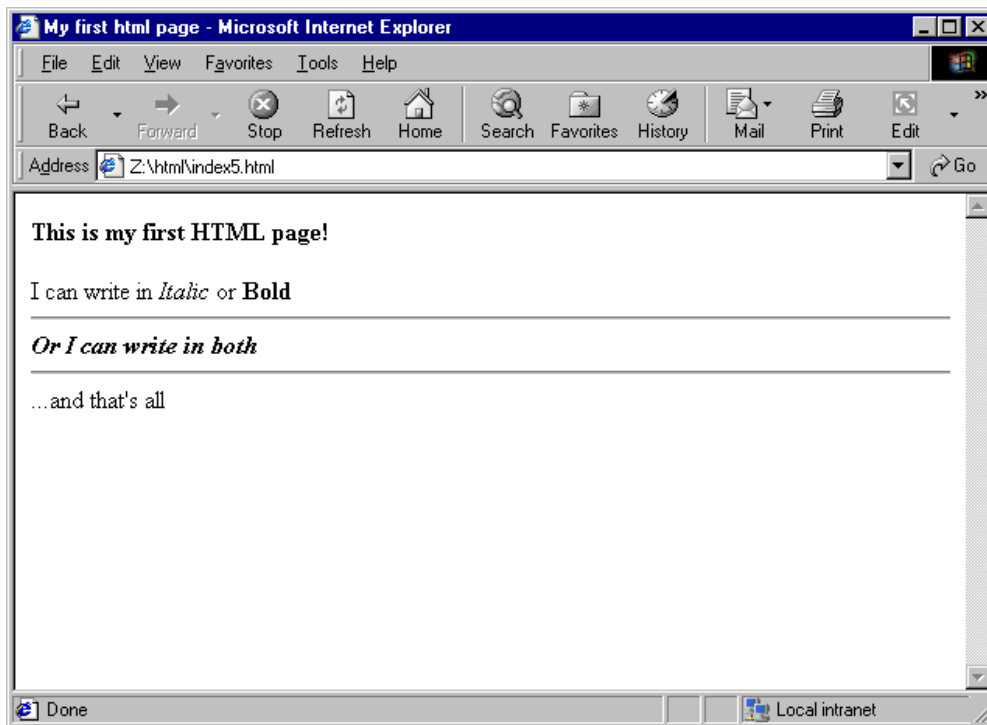 My first html page - Microsoft Internet Explorer
File Edit View Favorites Tools Help
Back Forward Stop Refresh Home Search Favorites History Mail Print Edit »
Address Z:\html\index5.html Go
This is my first HTML page!
I can write in Italic or Bold
Or I can write in both
...and that's all
Done Local intranet